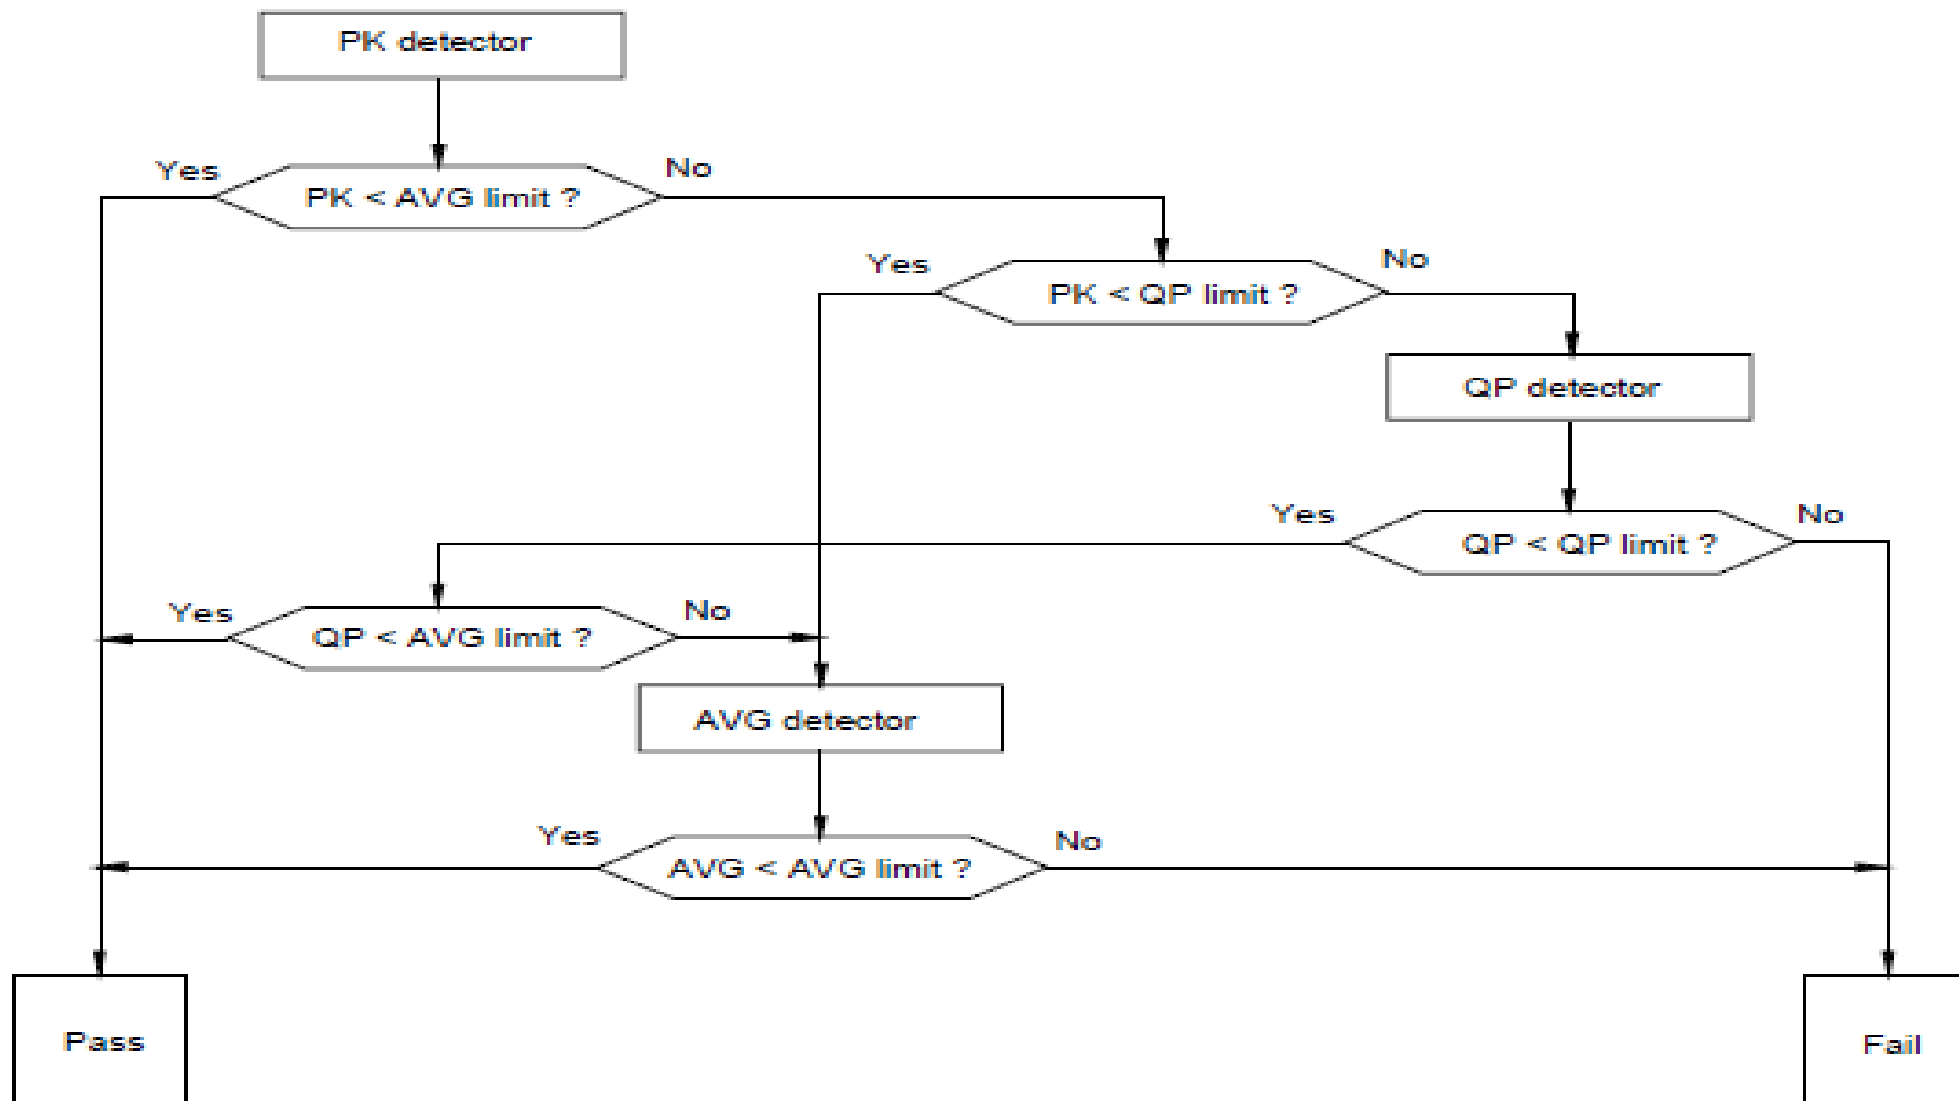 PK detector
Yes
No
PK < AVG limit ?
Yes
No
PK < QP limit ?
QP detector
Yes
No
QP < QP limit ?
Yes
No
QP < AVG limit ?
AVG detector
Yes
No
AVG < AVG limit ?
Pass
Fail